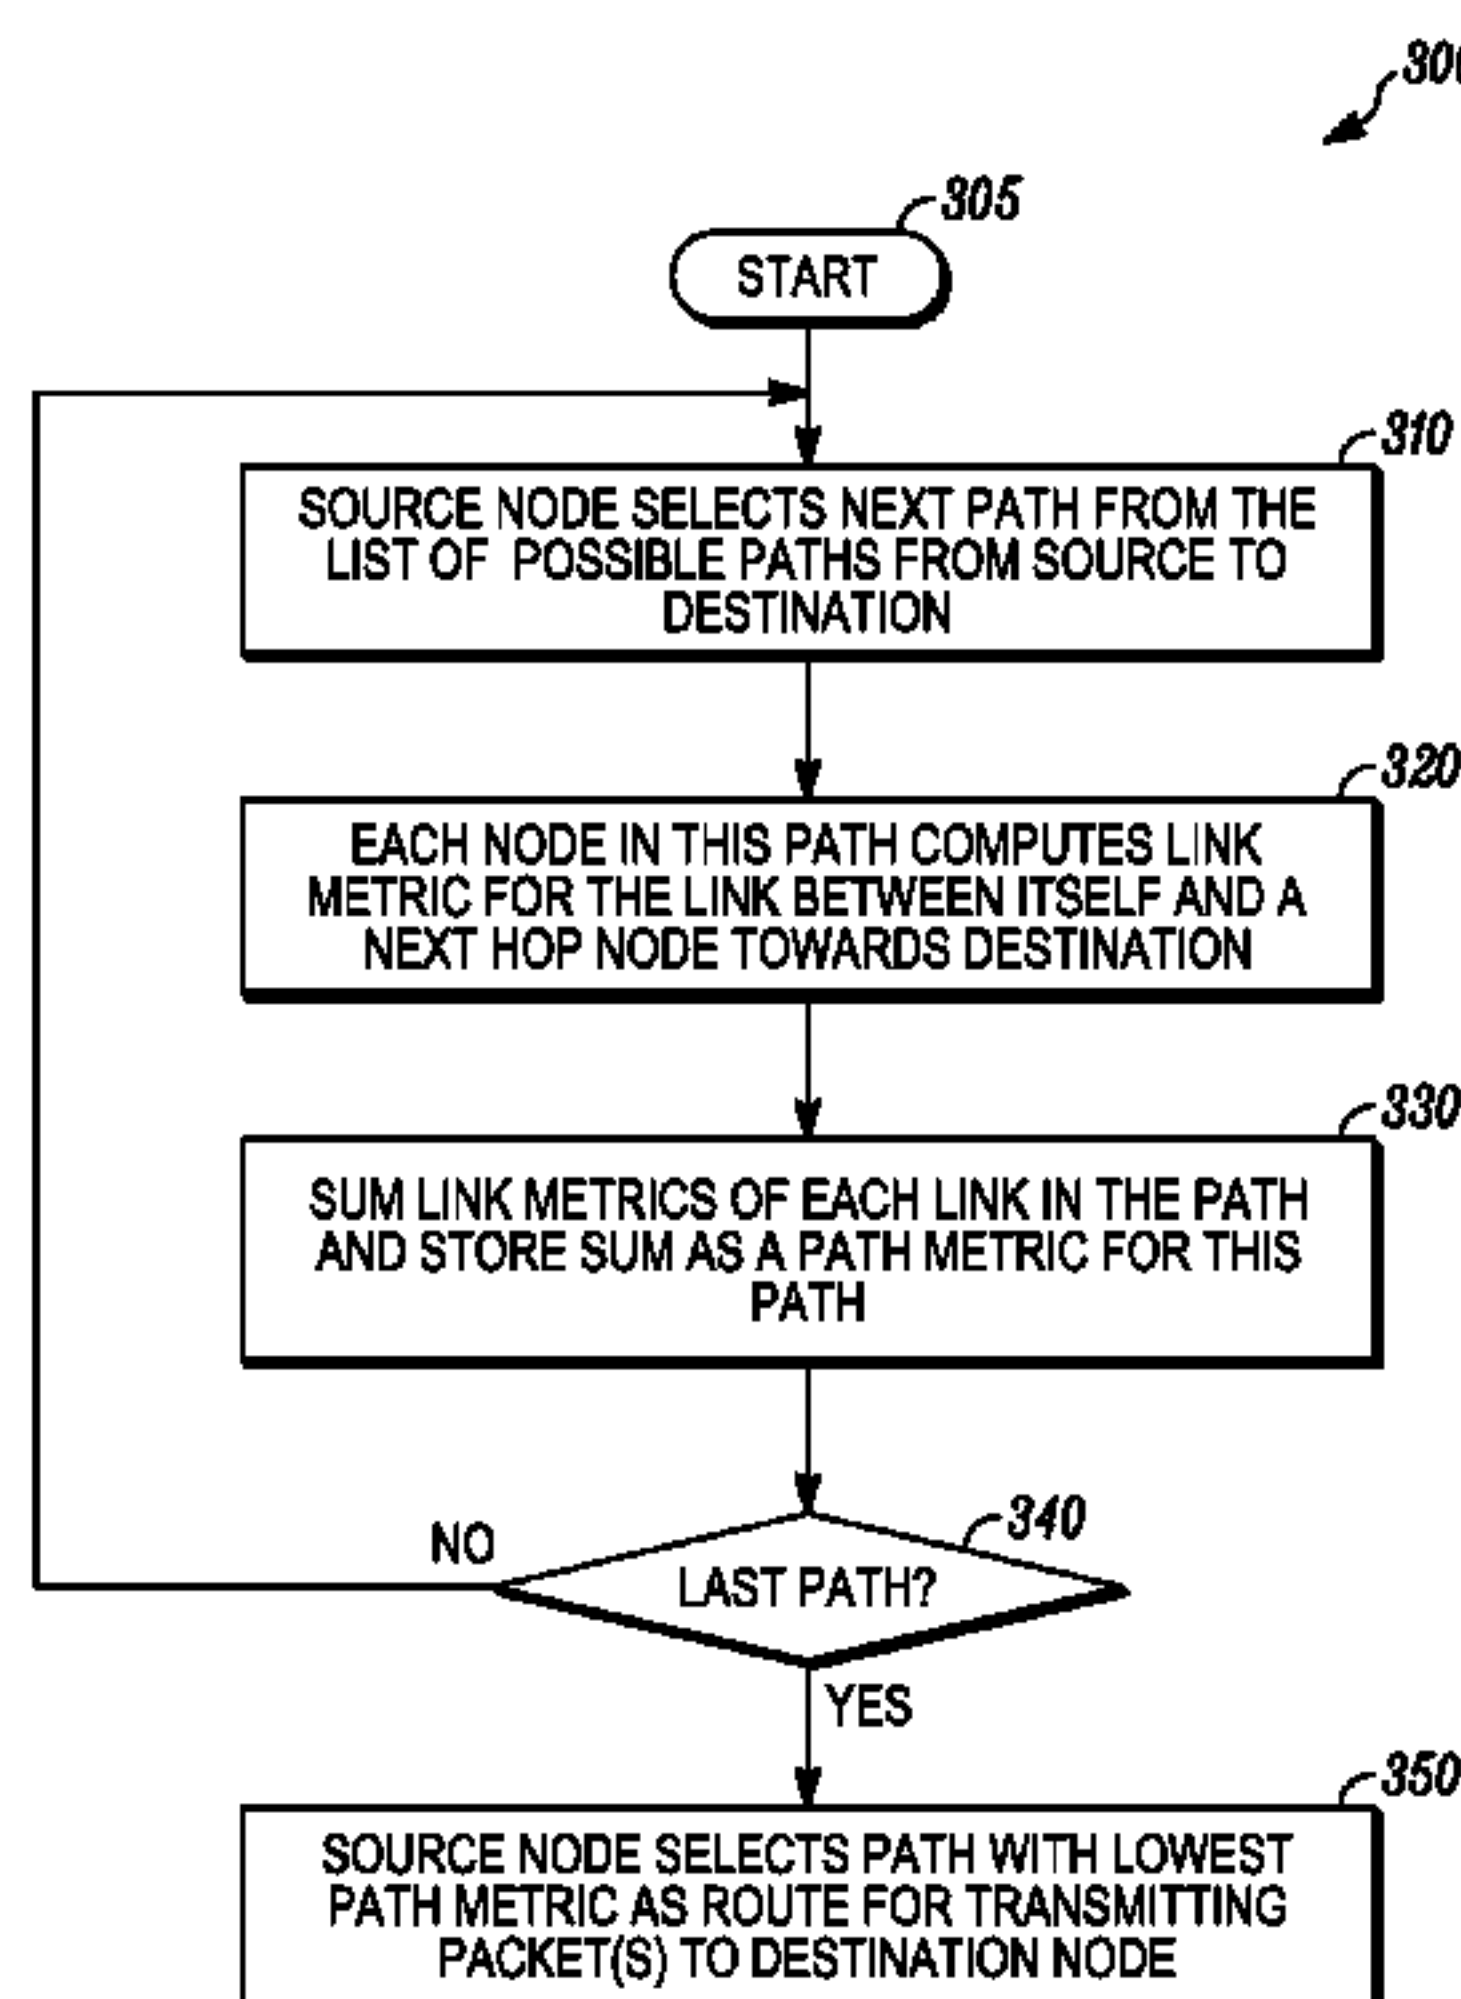 305
START
310
SOURCE NODE SELECTS NEXT PATH FROM THE
LIST OF POSSIBLE PATHS FROM SOURCE TO
DESTINATION
320
EACH NODE IN THIS PATH COMPUTES LINK
METRIC FOR THE LINK BETWEEN ITSELF AND A
NEXT HOP NODE TOWARDS DESTINATION
330
SUM LINK METRICS OF EACH LINK IN THE PATH
AND STORE SUM AS A PATH METRIC FOR THIS
PATH
340
NO
LAST PATH?
YES
350
SOURCE NODE SELECTS PATH WITH LOWEST
PATH METRIC AS ROUTE FOR TRANSMITTING
PACKET(S) TO DESTINATION NODE